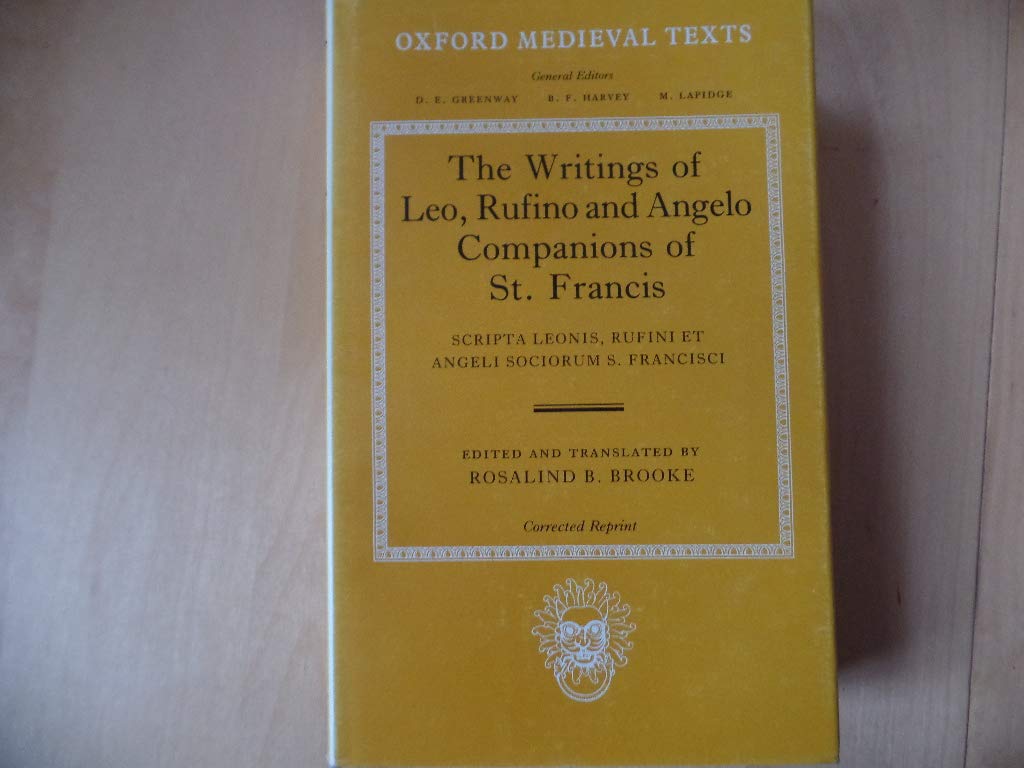 OXFORD MEDIEVAL TEXTS
General Editors
D. E. GREENWAY B. F. HARVEY M. LAPIDGE
The Writings of
Leo, Rufino and Angelo
Companions of
St. Francis
SCRIPTA LEONIS, RUFINI ET
ANGELI SOCIORUM S. FRANCISCI
EDITED AND TRANSLATED BY
ROSALIND B. BROOKE
Corrected Reprint